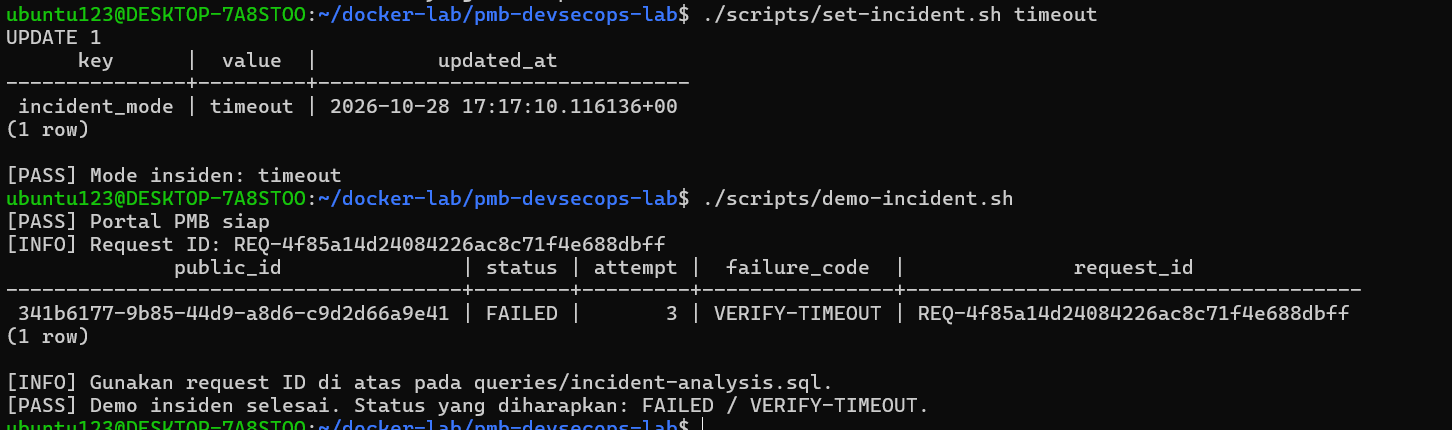 ubuntu123@DESKTOP-7A8STOO:~/docker-lab/pmb-devsecops-lab$ ./scripts/set-incident.sh timeout
UPDATE 1
      key      |  value  |          updated_at
---------------+---------+-------------------------------
 incident_mode | timeout | 2026-10-28 17:17:10.116136+00
(1 row)

[PASS] Mode insiden: timeout
ubuntu123@DESKTOP-7A8STOO:~/docker-lab/pmb-devsecops-lab$ ./scripts/demo-incident.sh
[PASS] Portal PMB siap
[INFO] Request ID: REQ-4f85a14d24084226ac8c71f4e688dbff
              public_id               | status | attempt |  failure_code  |              request_id
--------------------------------------+--------+---------+----------------+--------------------------------------
 341b6177-9b85-44d9-a8d6-c9d2d66a9e41 | FAILED |       3 | VERIFY-TIMEOUT | REQ-4f85a14d24084226ac8c71f4e688dbff
(1 row)

[INFO] Gunakan request ID di atas pada queries/incident-analysis.sql.
[PASS] Demo insiden selesai. Status yang diharapkan: FAILED / VERIFY-TIMEOUT.
ubuntu123@DESKTOP-7A8STOO:~/docker-lab/pmb-devsecops-lab$